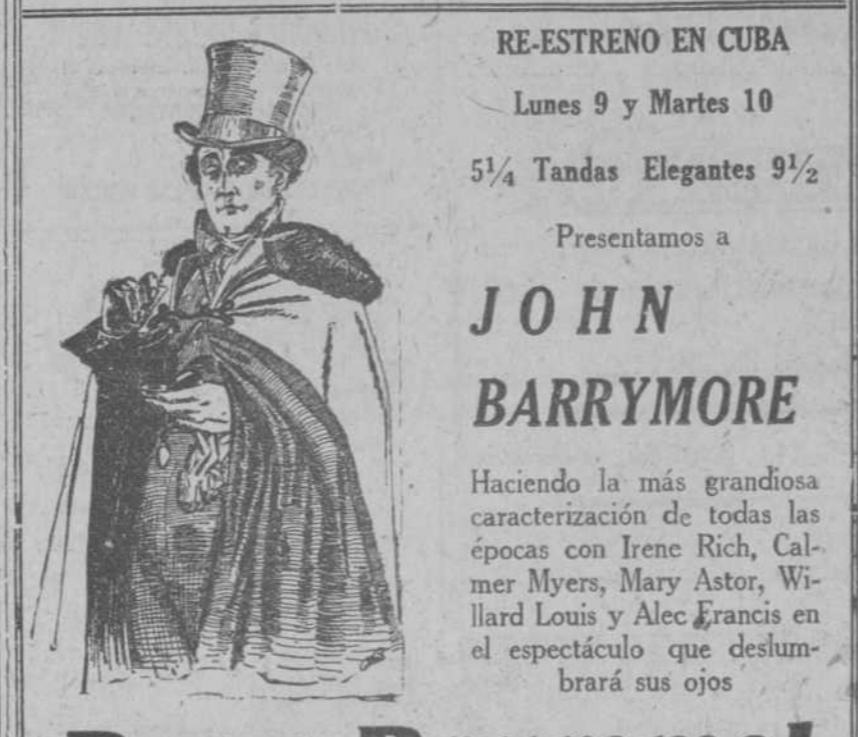 RE-ESTRENO EN CUBA
Lunes 9 y Martes 10
5¼ Tandas Elegantes 9½
Presentamos a
JOHN
BARRYMORE
Haciendo la más grandiosa
caracterización de todas las
épocas con Irene Rich, Cal-
mer Myers, Mary Astor, Wi-
llard Louis y Alec Francis en
el espectáculo que deslum-
brará sus ojos